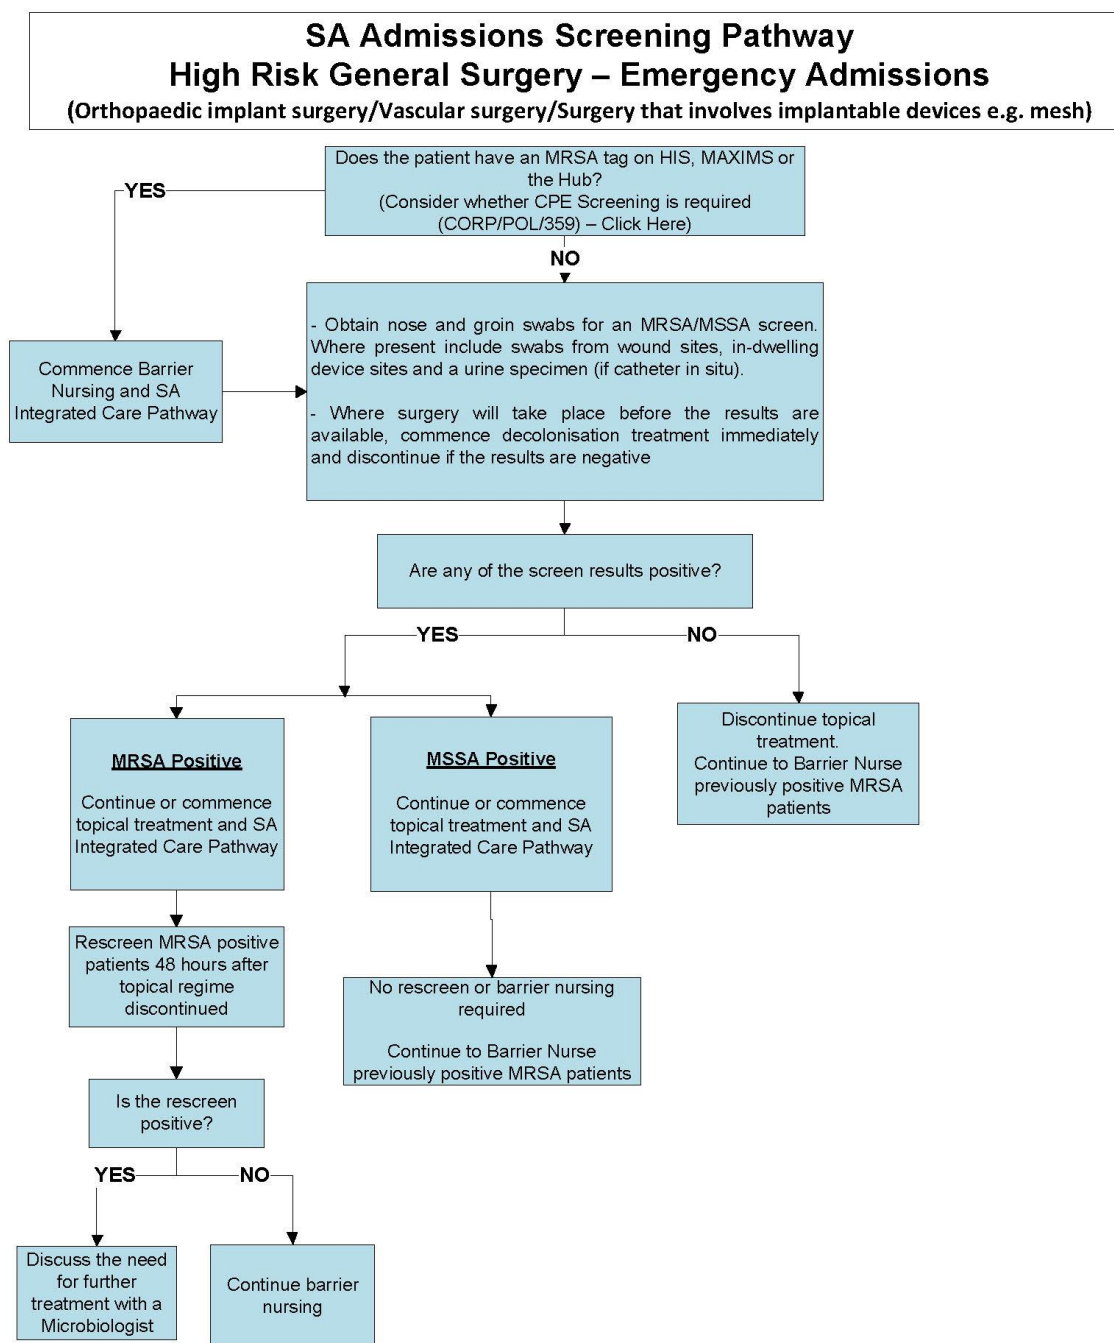 SA Admissions Screening Pathway
High Risk General Surgery – Emergency Admissions
(Orthopaedic implant surgery/Vascular surgery/Surgery that involves implantable devices e.g. mesh)
Does the patient have an MRSA tag on HIS, MAXIMS or
the Hub?
(Consider whether CPE Screening is required
(CORP/POL/359) – Click Here)
YES
NO
Commence Barrier
Nursing and SA
Integrated Care Pathway
- Obtain nose and groin swabs for an MRSA/MSSA screen.
Where present include swabs from wound sites, in-dwelling
device sites and a urine specimen (if catheter in situ).
- Where surgery will take place before the results are
available, commence decolonisation treatment immediately
and discontinue if the results are negative
Are any of the screen results positive?
YES
NO
MRSA Positive
Continue or commence
topical treatment and SA
Integrated Care Pathway
MSSA Positive
Continue or commence
topical treatment and SA
Integrated Care Pathway
Discontinue topical
treatment.
Continue to Barrier Nurse
previously positive MRSA
patients
Rescreen MRSA positive
patients 48 hours after
topical regime
discontinued
No rescreen or barrier nursing
required
Continue to Barrier Nurse
previously positive MRSA patients
Is the rescreen
positive?
YES
NO
Discuss the need
for further
treatment with a
Microbiologist
Continue barrier
nursing